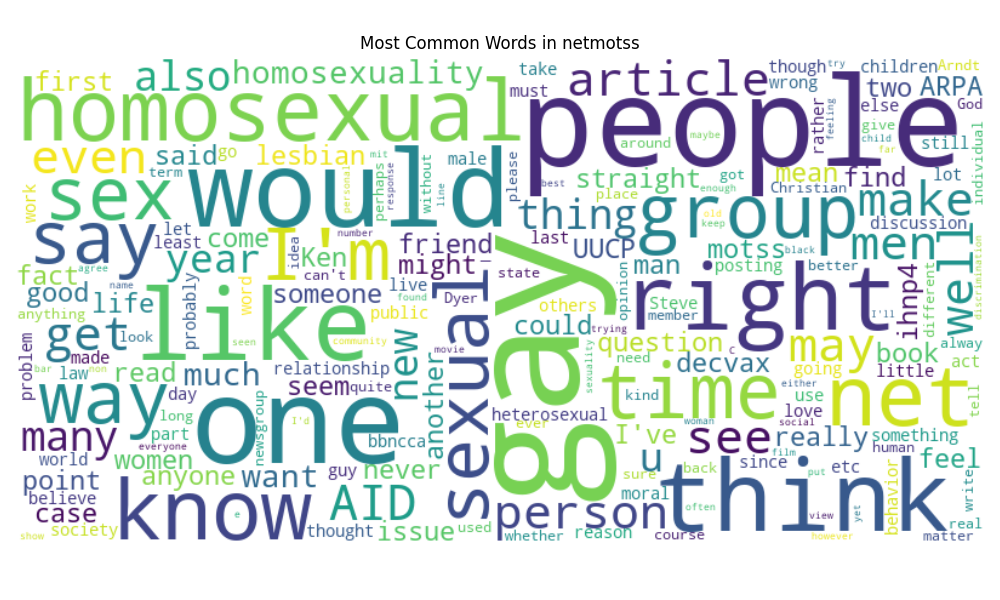 Most Common Words in netmotss
first also homosexuality take article though try children Arndt
homosexual must people wrong two ARPA
else God
even said go lesbian mit male please around maybe rather feeling give child far still individual
term response line without straight got mean find lot
work sex would personal perhaps best enough place Christian make
say let I'm idea number friend thing group old keep discussion
least come year Ken can't might last UUCP motss black men
fact agree word state man posting better well discrimination
good name probably someone live found Dyer others opinion Steve right I'll ihnp4 different
anything life like public sexual gay could trying member alway
problem get look seen community movie question may book act
bar non made new sexuality need decvax c going little tell
law read much relationship another time either net
way day seem quite kind use
long one heterosexual woman love social
many everyone part newsgroup I'd bbncca ever I've see really something
women guy never u film human
world anyone want sure back since etc feel
point know AID moral think put behavior write
believe
case e person often view yet real
society thought issue used whether reason course however matter
show